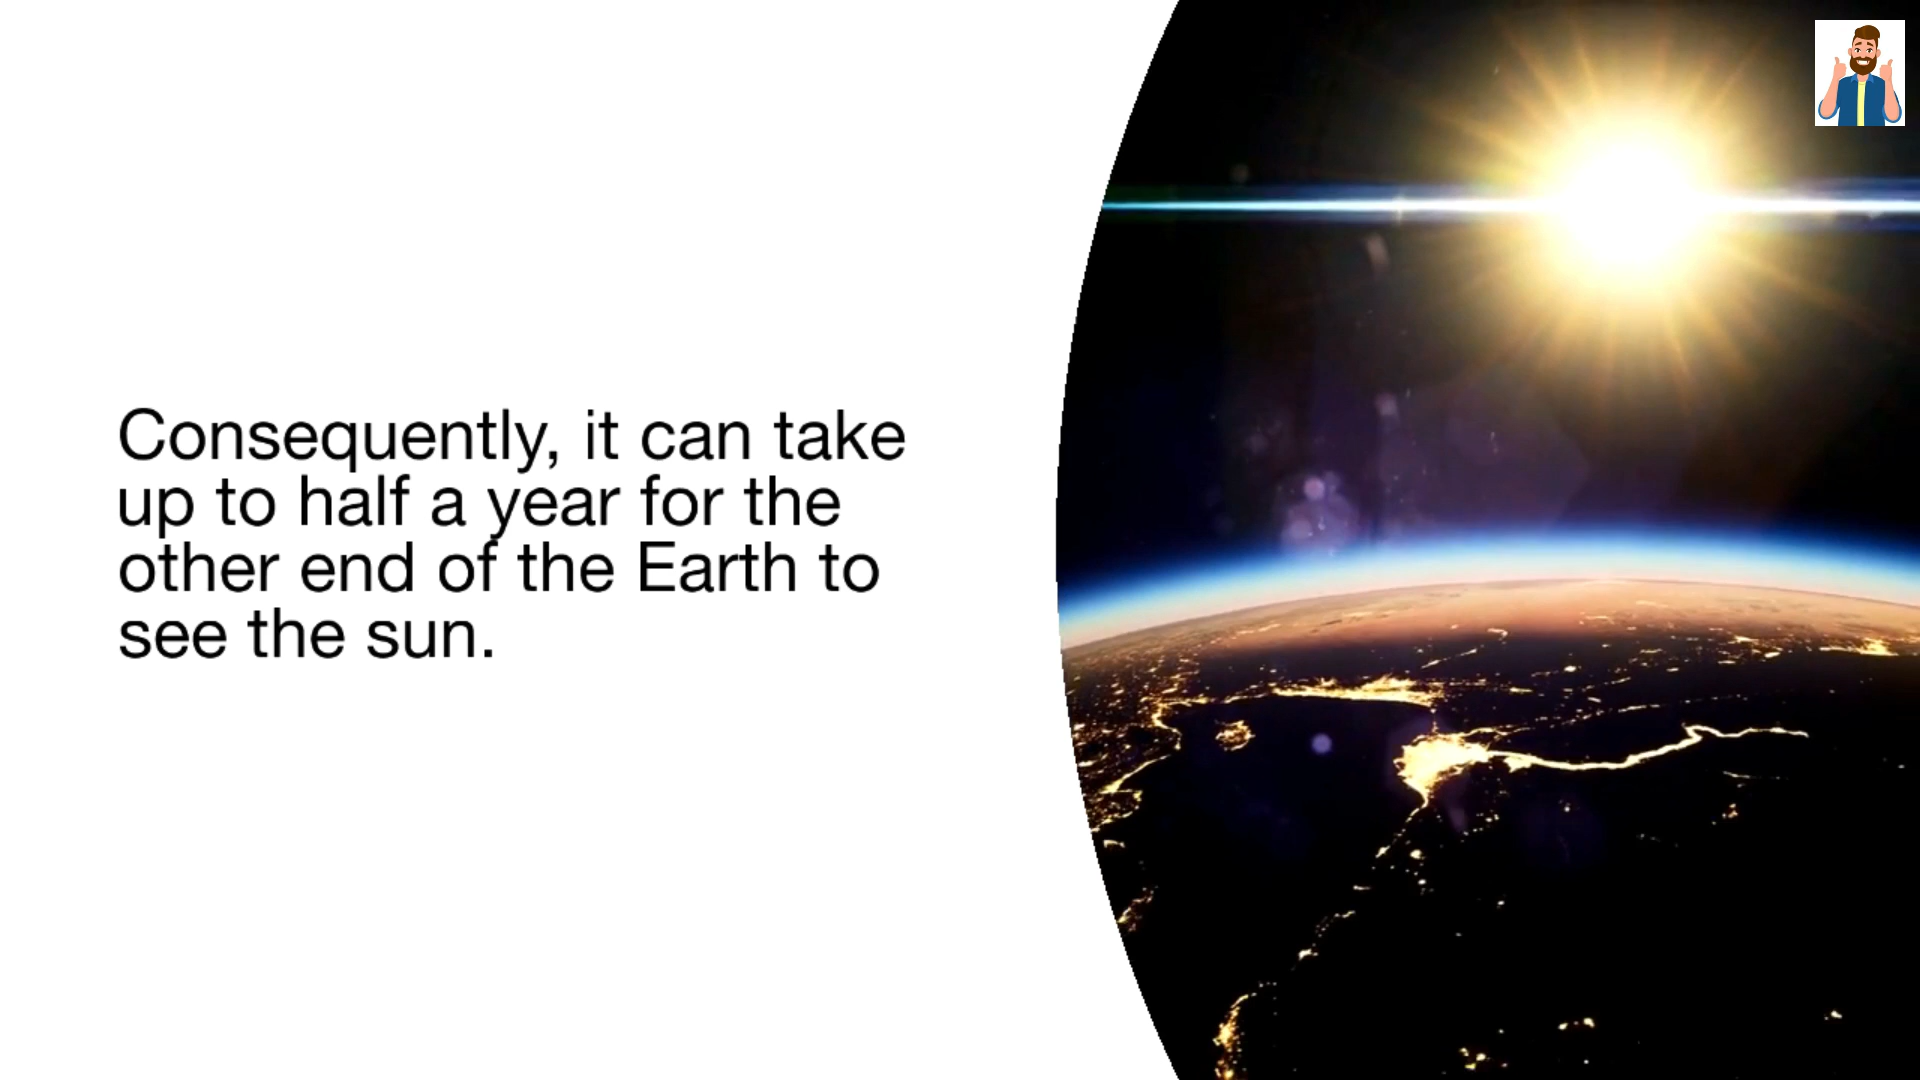 Consequently, it can take
up to half a year for the
other end of the Earth to
see the sun.